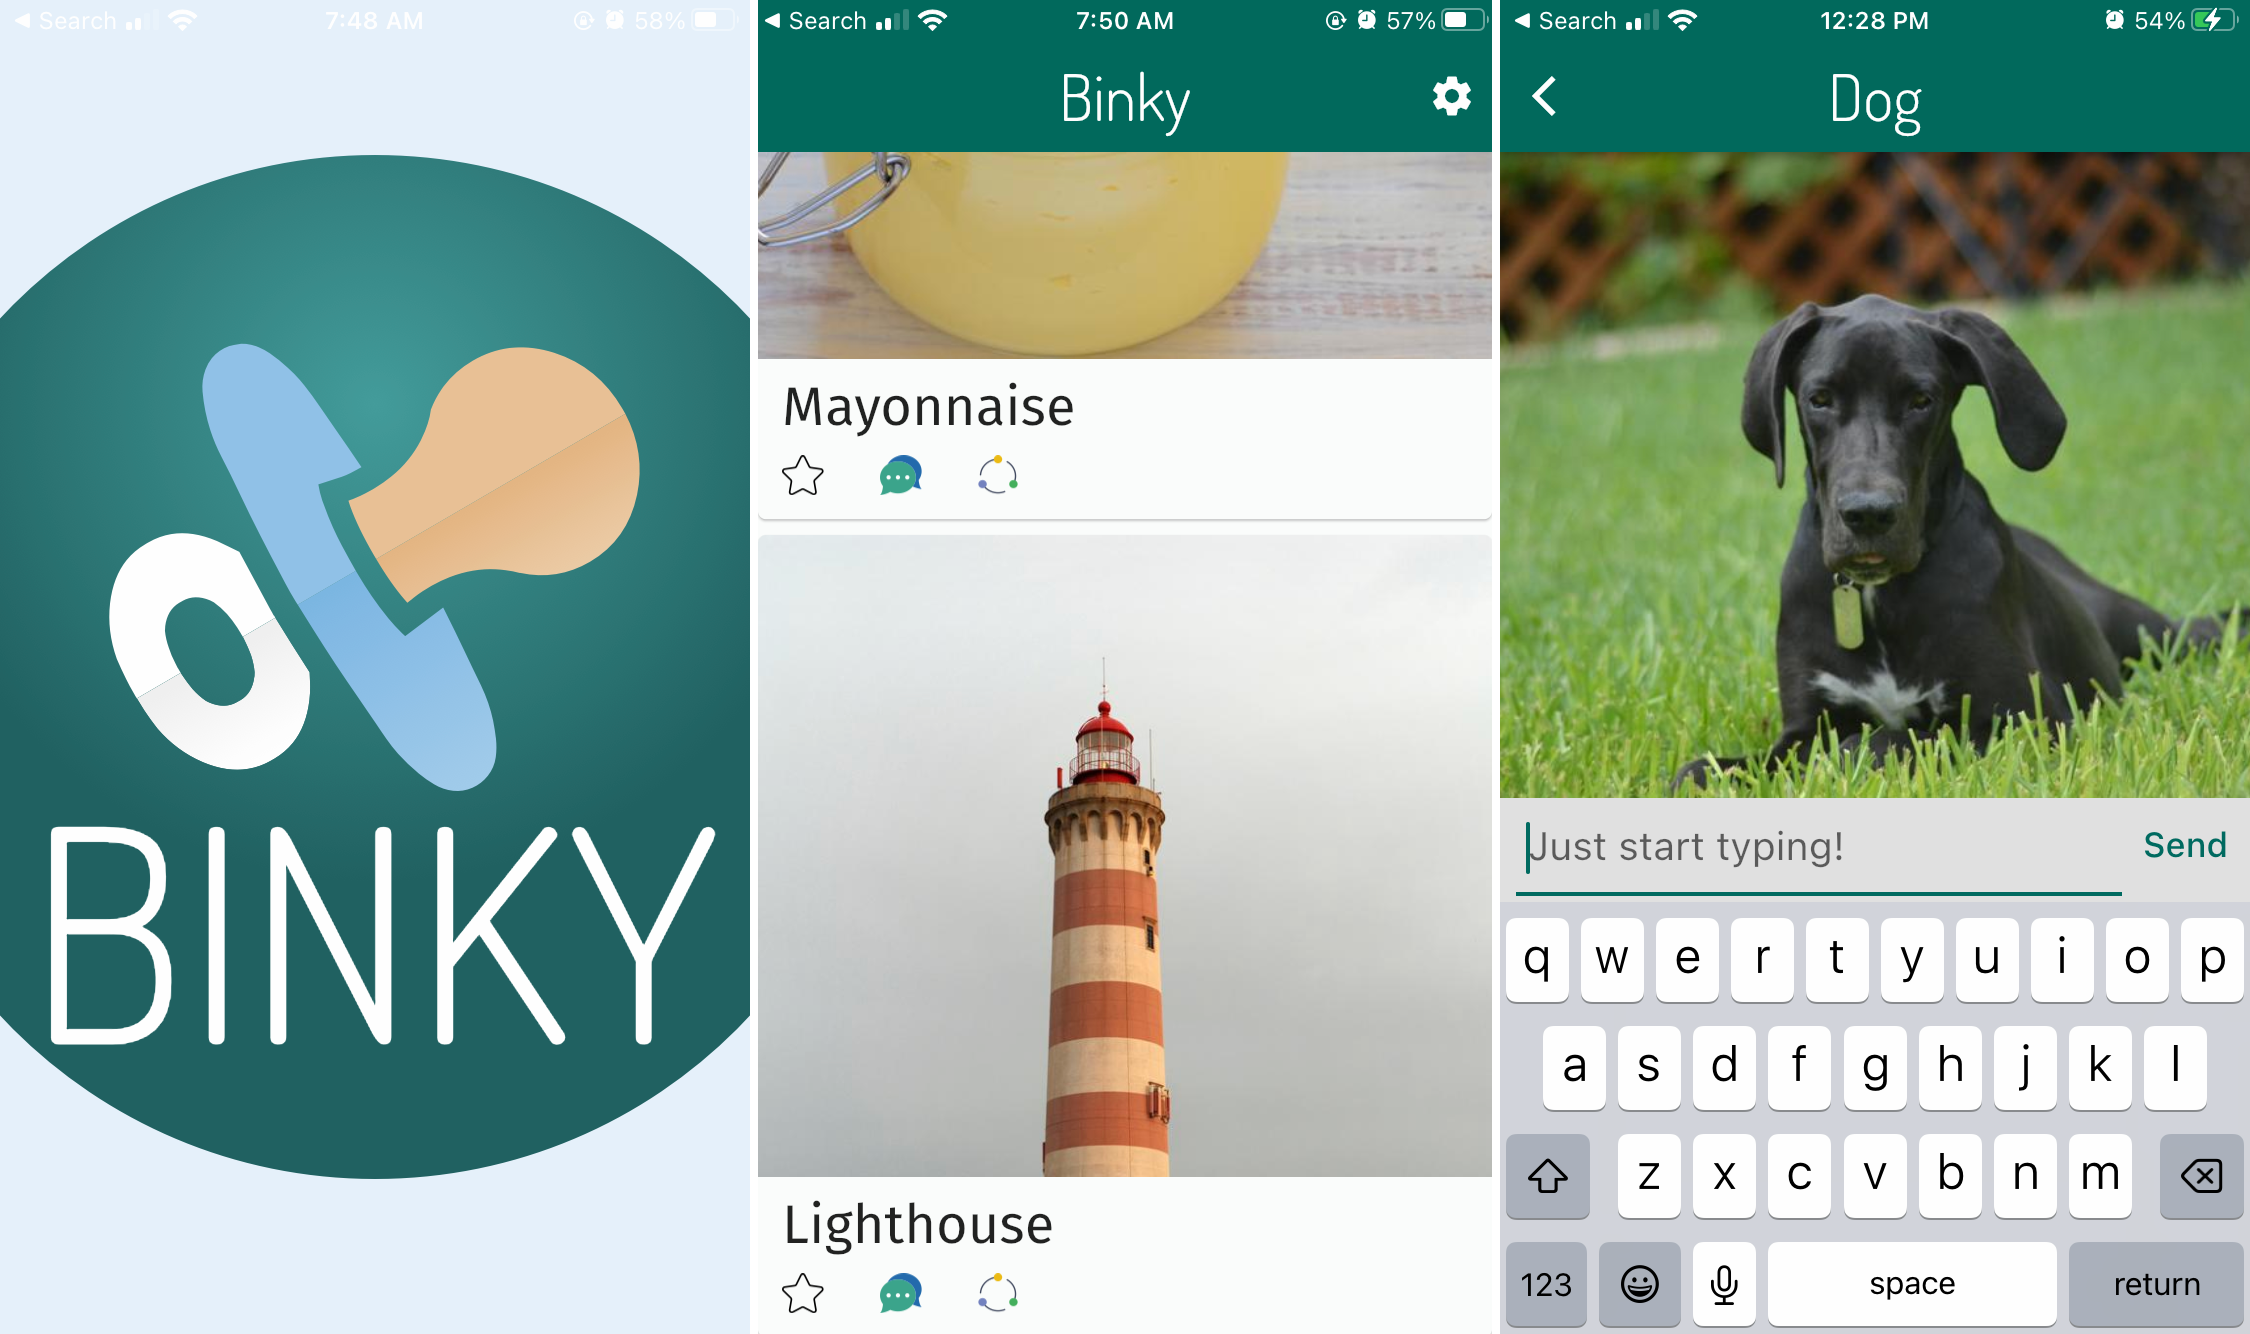 Search 7:48 AM 58%
BINKY
Search 7:50 AM 57%
Binky
Mayonnaise
Lighthouse
Search 12:28 PM 54%
Dog
Just start typing! Send
q w e r t y u i o p
a s d f g h j k l
z x c v b n m
123 space return